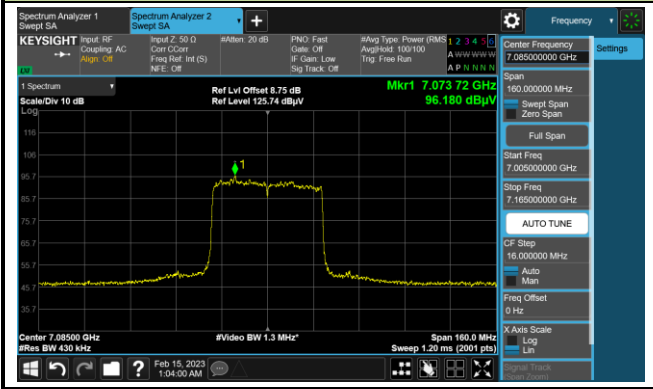 Spectrum Analyzer 1
Swept SA
Spectrum Analyzer 2
Swept SA
Frequency
KEYSIGHT
Input: RF
Coupling: AC
Align: Off
Input Z: 50 Ω
Corr CCorr
Freq Ref: Int (S)
NFE: Off
#Atten: 20 dB
PNO: Fast
Gate: Off
IF Gain: Low
Sig Track: Off
#Avg Type: Power (RMS
Avg|Hold: 100/100
Trig: Free Run
1 2 3 4 5 6
A W W W W W
A P N N N N
LW
1 Spectrum
Scale/Div 10 dB
Log
Ref Lvl Offset 8.75 dB
Ref Level 125.74 dBµV
Mkr1 7.073 72 GHz
96.180 dBµV
116
106
95.7
85.7
75.7
65.7
45.7
35.7
1
Center 7.08500 GHz
#Res BW 430 kHz
#Video BW 1.3 MHz*
Span 160.0 MHz
Sweep 1.20 ms (2001 pts)
Feb 15, 2023
1:04:00 AM
Center Frequency
7.085000000 GHz
Settings
Span
160.000000 MHz
Swept Span
Zero Span
Full Span
Start Freq
7.005000000 GHz
Stop Freq
7.165000000 GHz
AUTO TUNE
CF Step
16.000000 MHz
Auto
Man
Freq Offset
0 Hz
X Axis Scale
Log
Lin
Signal Track
(Span Zoom)